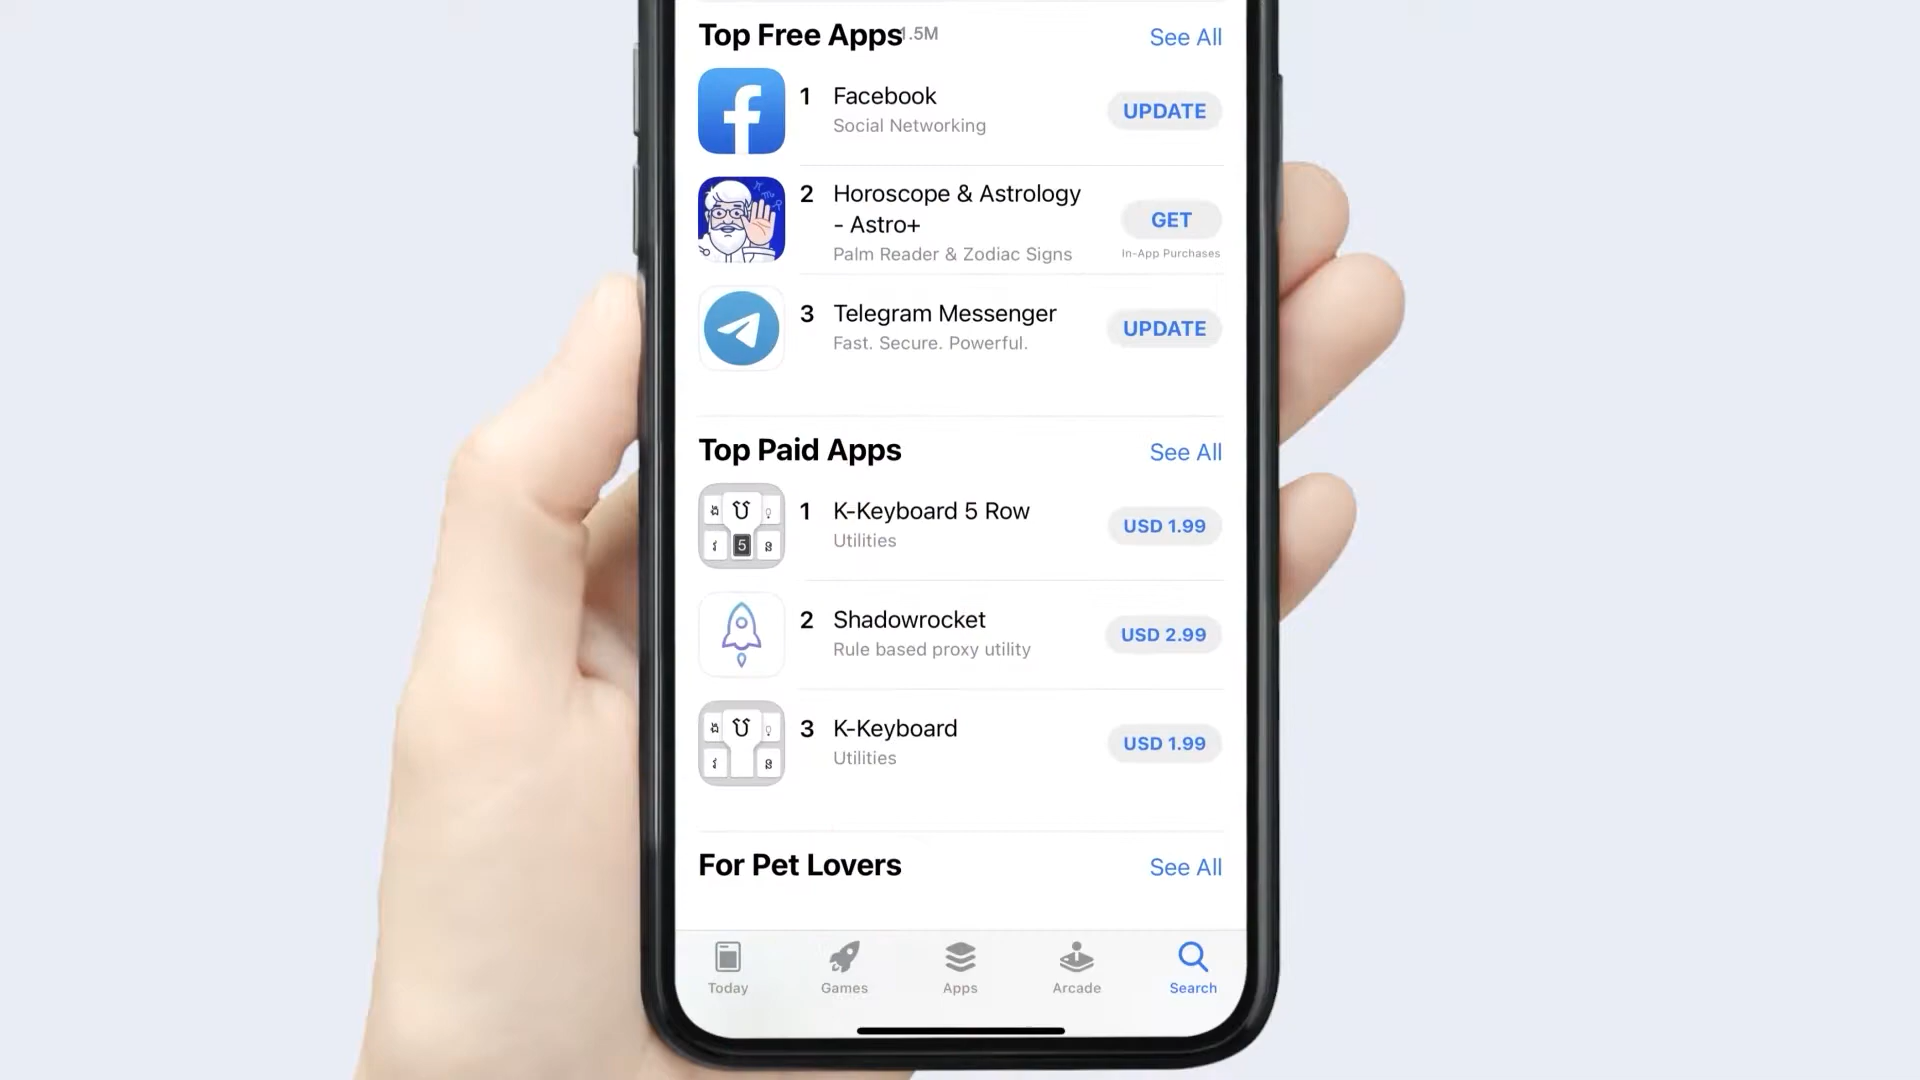 Top Free Apps
1.5M
See All
1
Facebook
Social Networking
UPDATE
2
Horoscope & Astrology
- Astro+
Palm Reader & Zodiac Signs
GET
In-App Purchases
3
Telegram Messenger
Fast. Secure. Powerful.
UPDATE
Top Paid Apps
See All
5
1
K-Keyboard 5 Row
Utilities
USD 1.99
2
Shadowrocket
Rule based proxy utility
USD 2.99
3
K-Keyboard
Utilities
USD 1.99
For Pet Lovers
See All
Today
Games
Apps
Arcade
Search